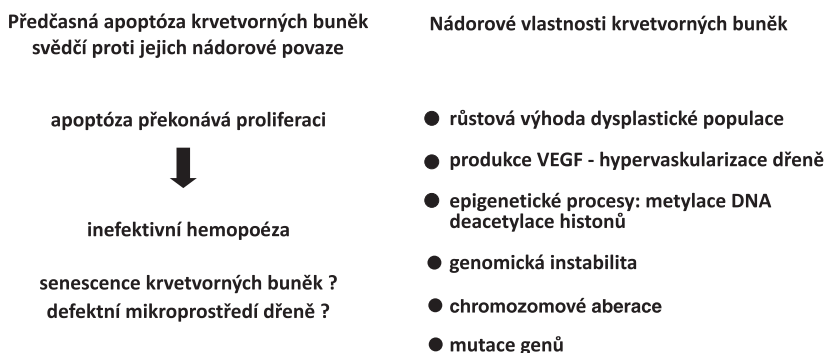 Předčasná apoptóza krvetvorných buněk
svědčí proti jejich nádorové povaze
apoptóza překonává proliferaci
inefektivní hemopoéza
senescence krvetvorných buněk ?
defektní mikroprostředí dřeně ?
Nádorové vlastnosti krvetvorných buněk
● růstová výhoda dysplastické populace
● produkce VEGF - hypervaskularizace dřeně
● epigenetické procesy: metylace DNA
deacetylace histonů
● genomická instabilita
● chromozomové aberace
● mutace genů